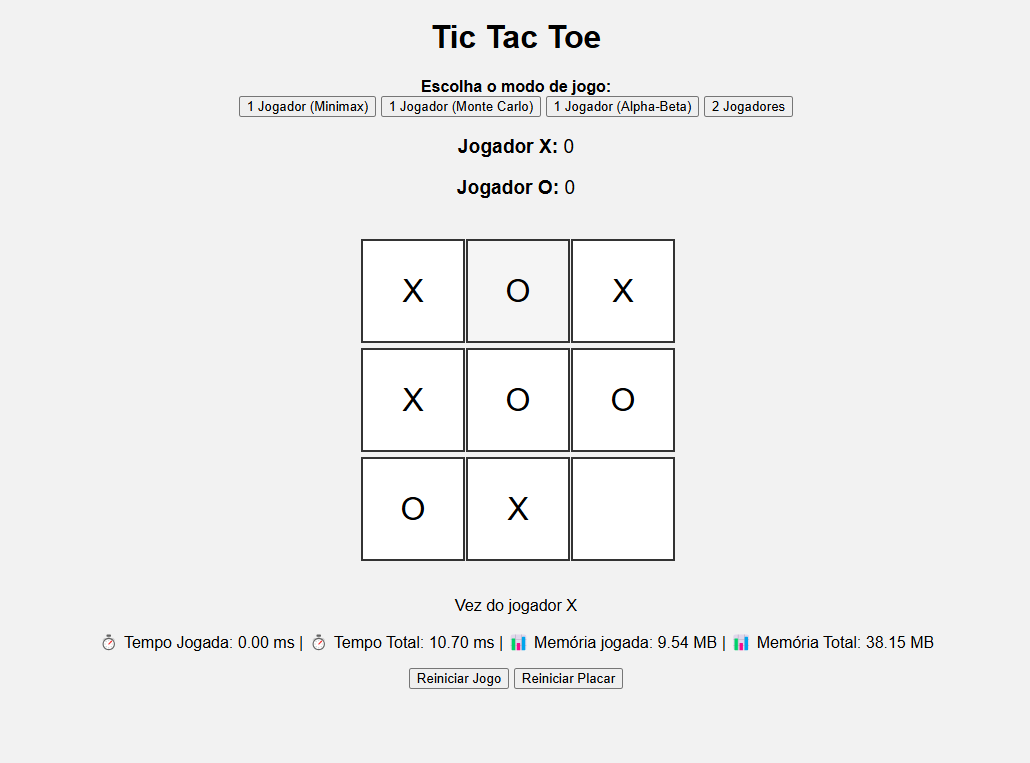 Tic Tac Toe
Escolha o modo de jogo:
1 Jogador (Minimax) 1 Jogador (Monte Carlo) 1 Jogador (Alpha-Beta) 2 Jogadores
Jogador X: 0
Jogador O: 0
X O X
X O O
O X
Vez do jogador X
Tempo Jogada: 0.00 ms | Tempo Total: 10.70 ms | Memória jogada: 9.54 MB | Memória Total: 38.15 MB
Reiniciar Jogo Reiniciar Placar